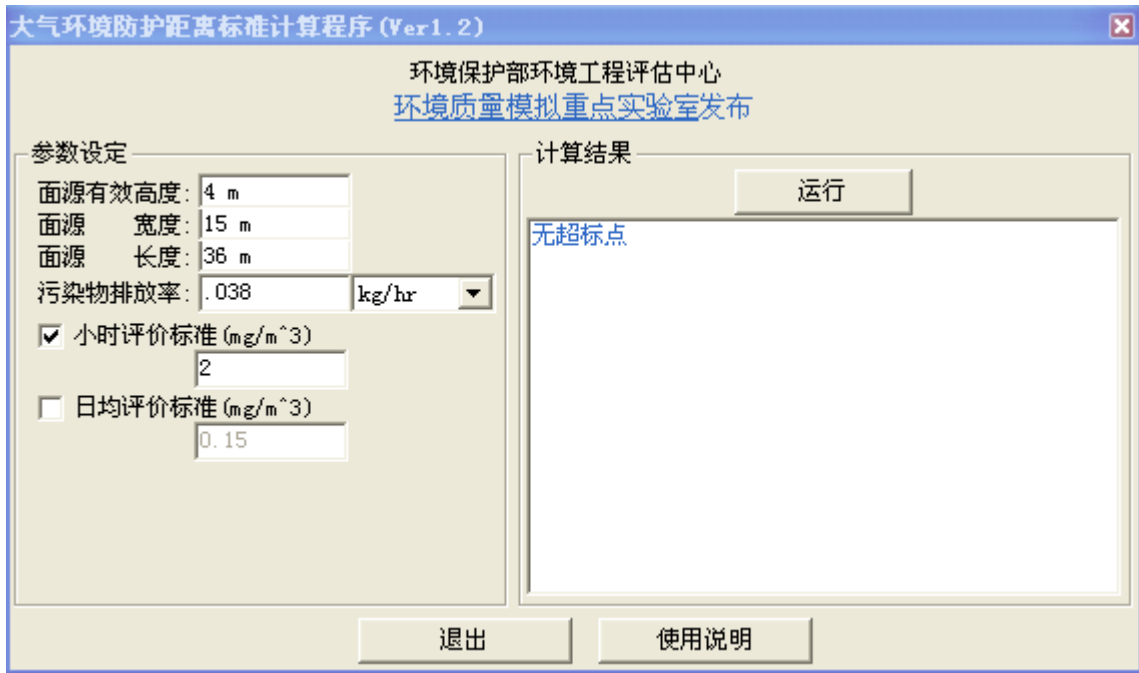 大气环境防护距离标准计算程序(Ver1.2)
环境保护部环境工程评估中心
环境质量模拟重点实验室发布
参数设定
面源有效高度: 4 m
面源 宽度: 15 m
面源 长度: 36 m
污染物排放率: .038 kg/hr
小时评价标准(mg/m^3)
2
日均评价标准(mg/m^3)
0.15
计算结果
运行
无超标点
退出 使用说明